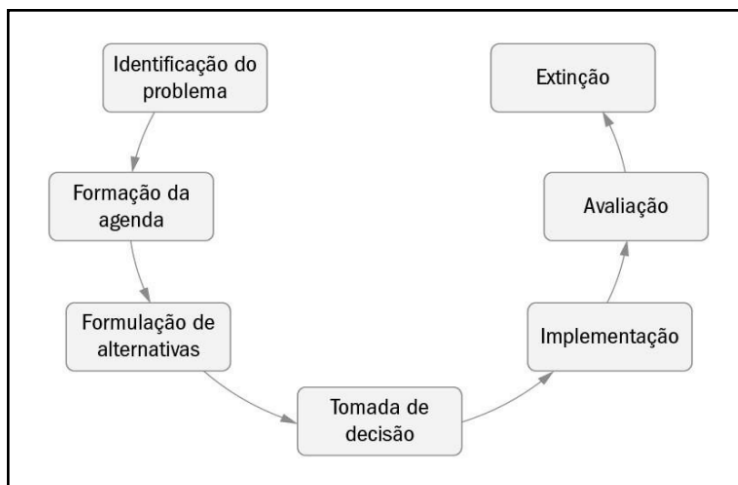 Identificação do
problema
Formação da
agenda
Formulação de
alternativas
Tomada de
decisão
Implementação
Avaliação
Extinção